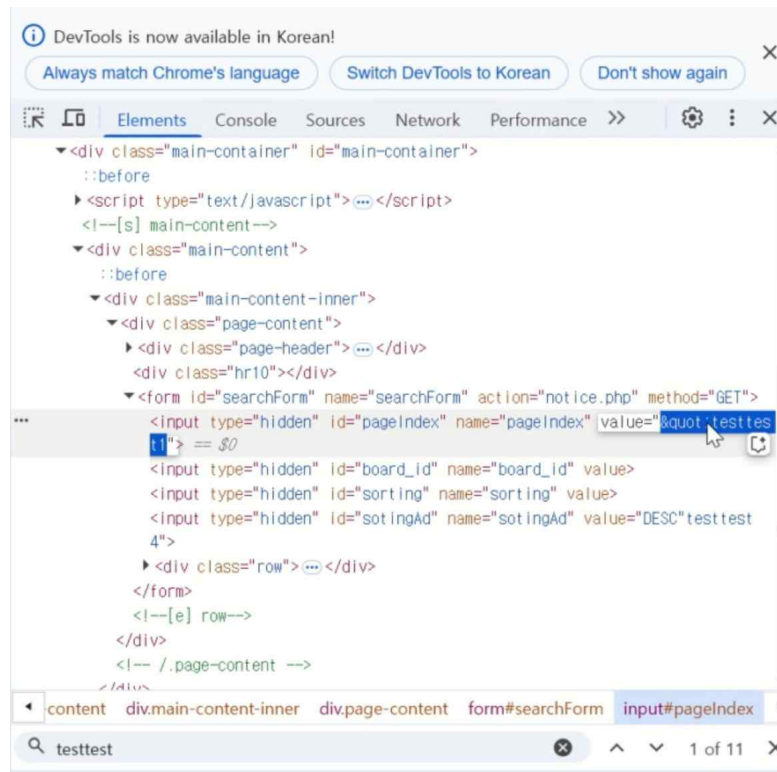 DevTools is now available in Korean!
Always match Chrome's language Switch DevTools to Korean Don't show again
Elements Console Sources Network Performance
<div class="main-container" id="main-container">
::before
<script type="text/javascript">…</script>
<!--[s] main-content-->
<div class="main-content">
::before
<div class="main-content-inner">
<div class="page-content">
<div class="page-header">…</div>
<div class="hr10"></div>
<form id="searchForm" name="searchForm" action="notice.php" method="GET">
<input type="hidden" id="pageIndex" name="pageIndex" value="&quot;testtes
t1"> == $0
<input type="hidden" id="board_id" name="board_id" value>
<input type="hidden" id="sorting" name="sorting" value>
<input type="hidden" id="sotingAd" name="sotingAd" value="DESC"testtest
4">
<div class="row">…</div>
</form>
<!--[e] row-->
</div>
<!-- /.page-content -->
</div>
-content div.main-content-inner div.page-content form#searchForm input#pageIndex
testtest 1 of 11